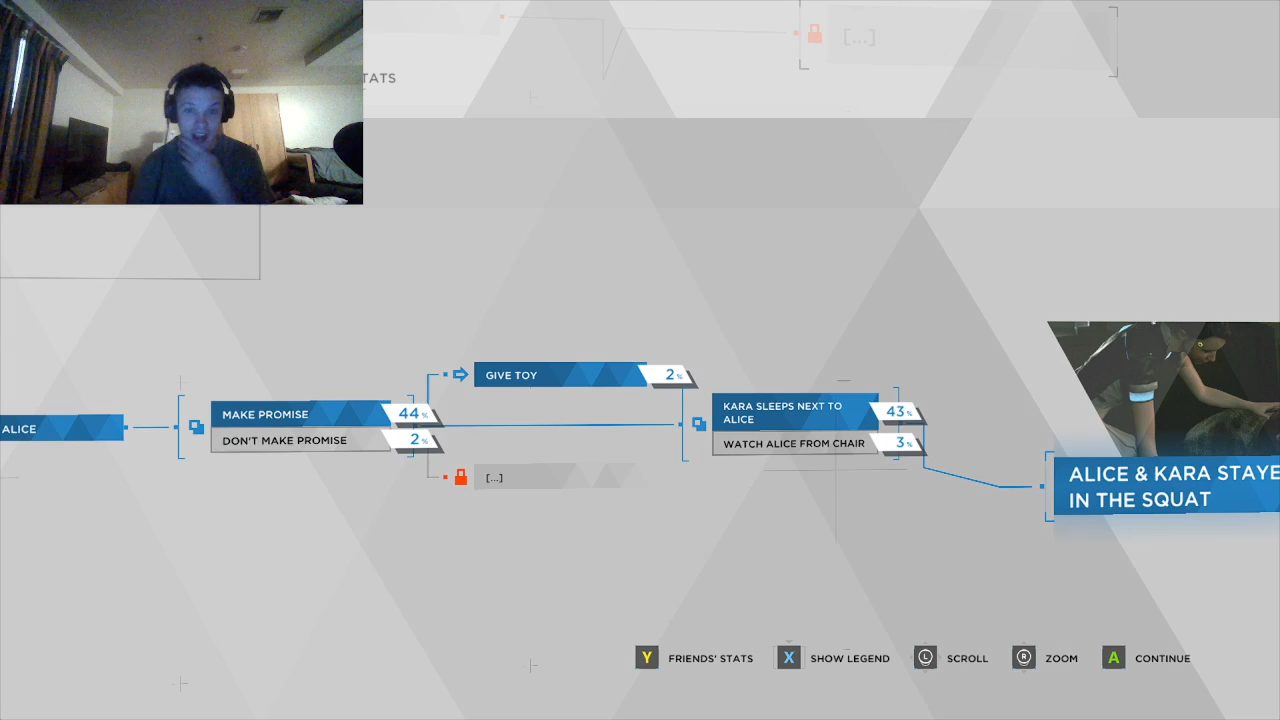 TATS
[...]
ALICE
MAKE PROMISE
44%
DON'T MAKE PROMISE
2%
GIVE TOY
2%
[...]
KARA SLEEPS NEXT TO
ALICE
43%
WATCH ALICE FROM CHAIR
3%
ALICE & KARA STAYE
IN THE SQUAT
Y FRIENDS' STATS X SHOW LEGEND L SCROLL R ZOOM A CONTINUE